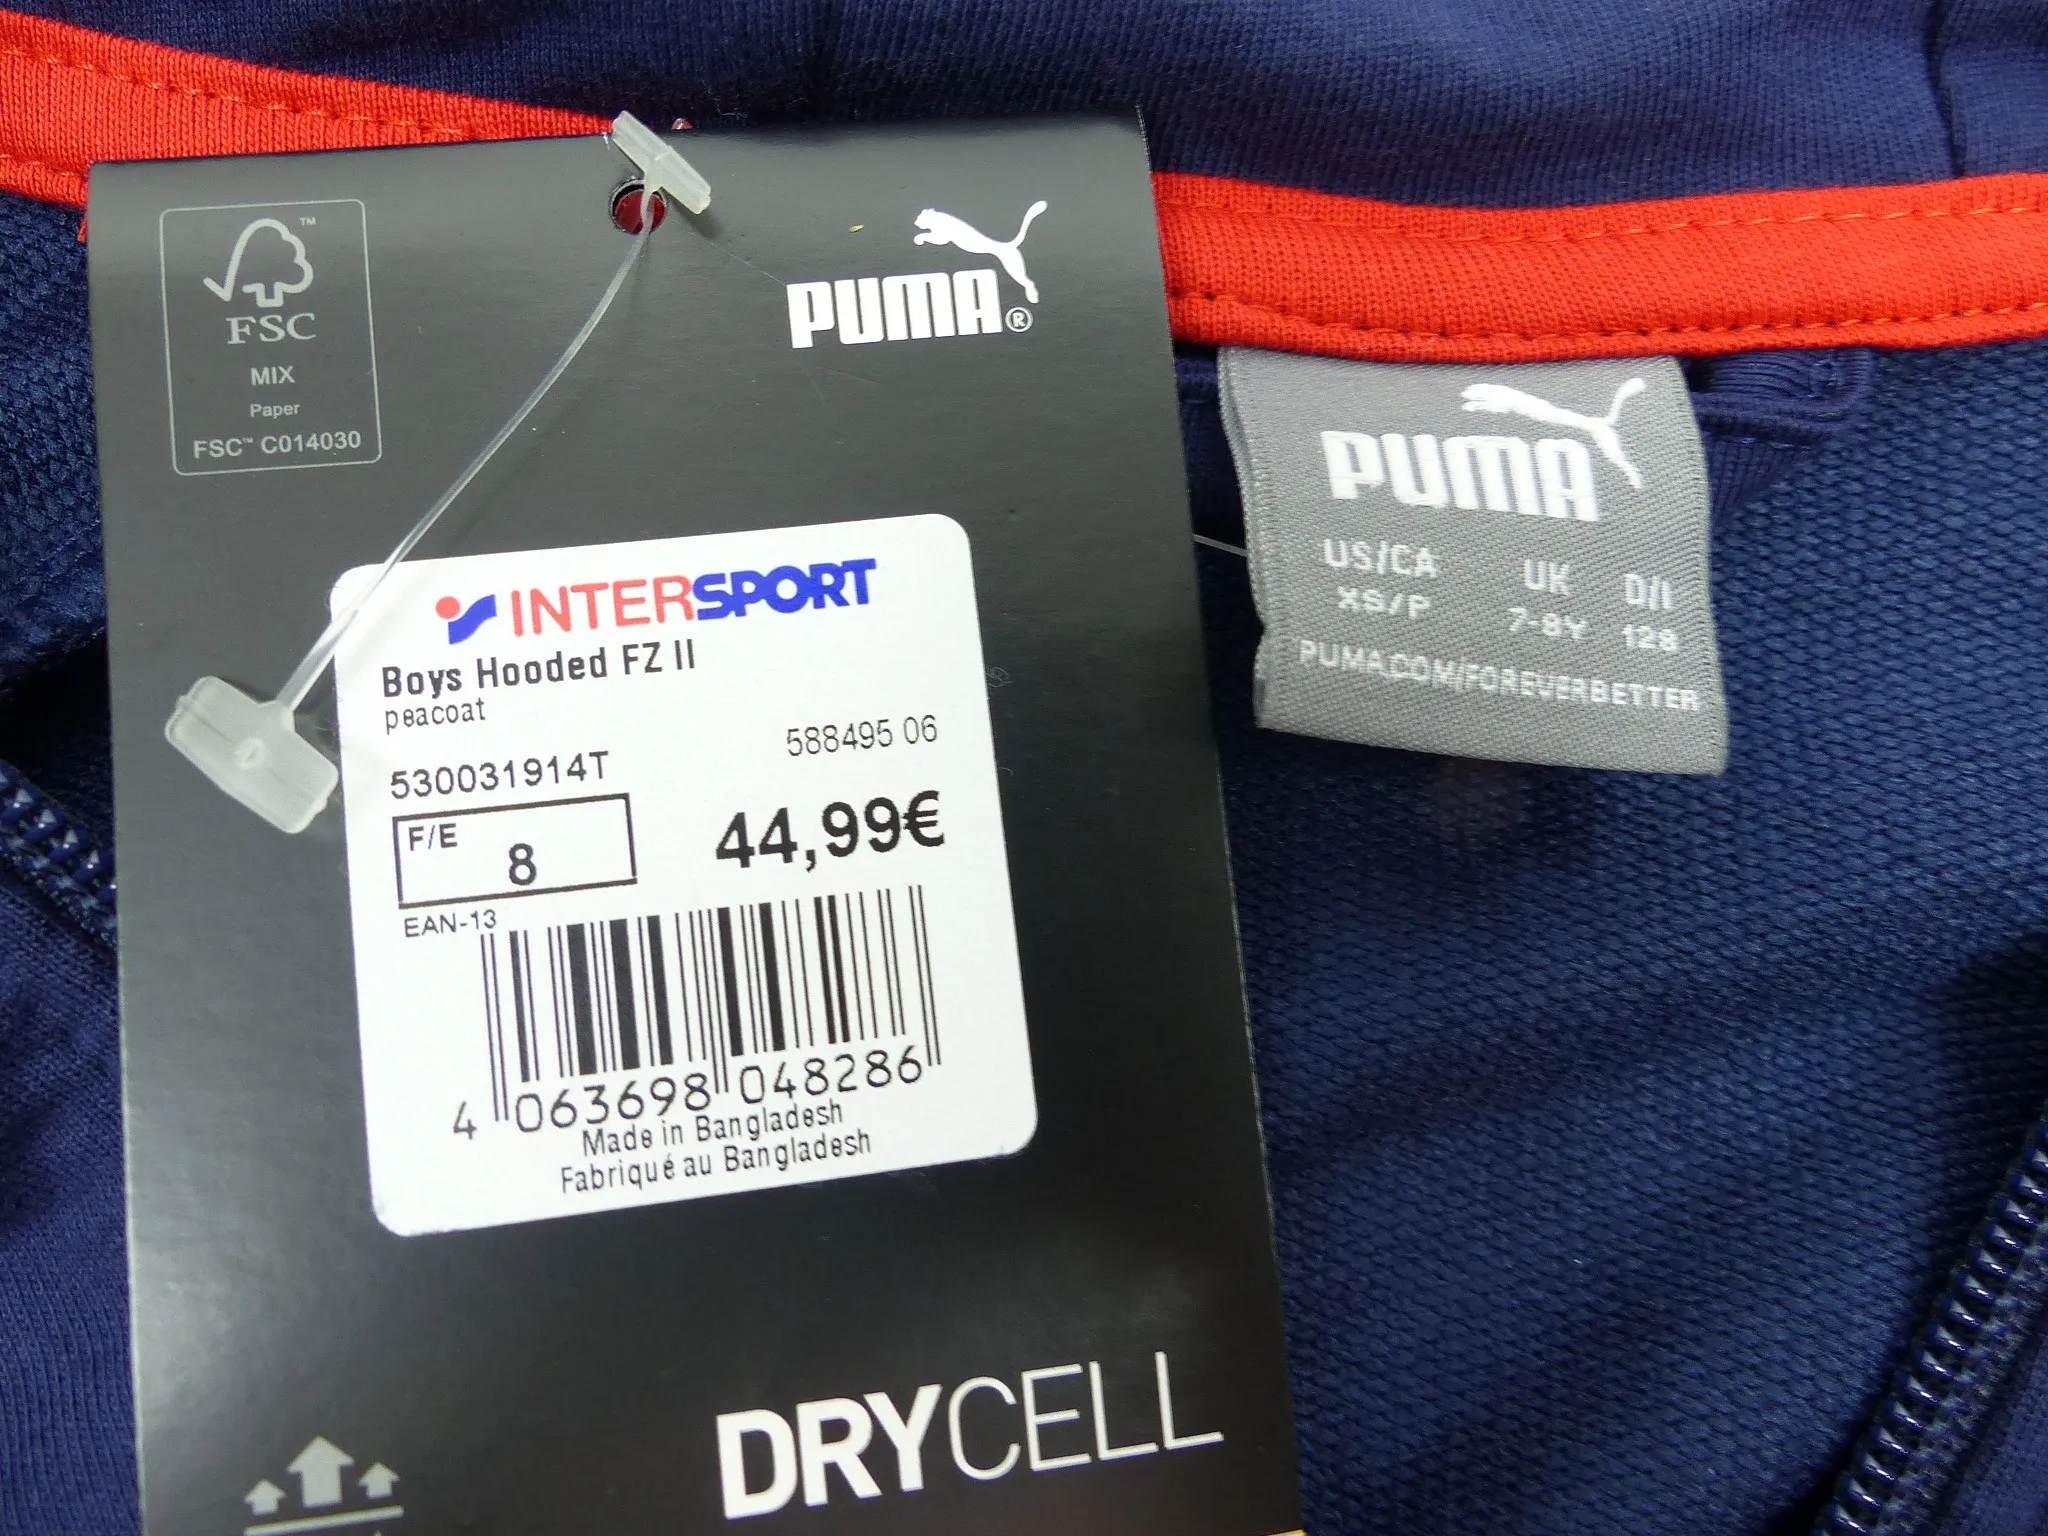 ™
FSC
MIX
Paper
FSC™ C014030
PUMA®
INTERSPORT
Boys Hooded FZ II
peacoat
588495 06
530031914T
F/E
8
44,99€
EAN-13
4 063698 048286
Made in Bangladesh
Fabriqué au Bangladesh
DRYCELL
PUMA
US/CA UK D/I
XS/P 7-8Y 128
PUMA.COM/FOREVERBETTER